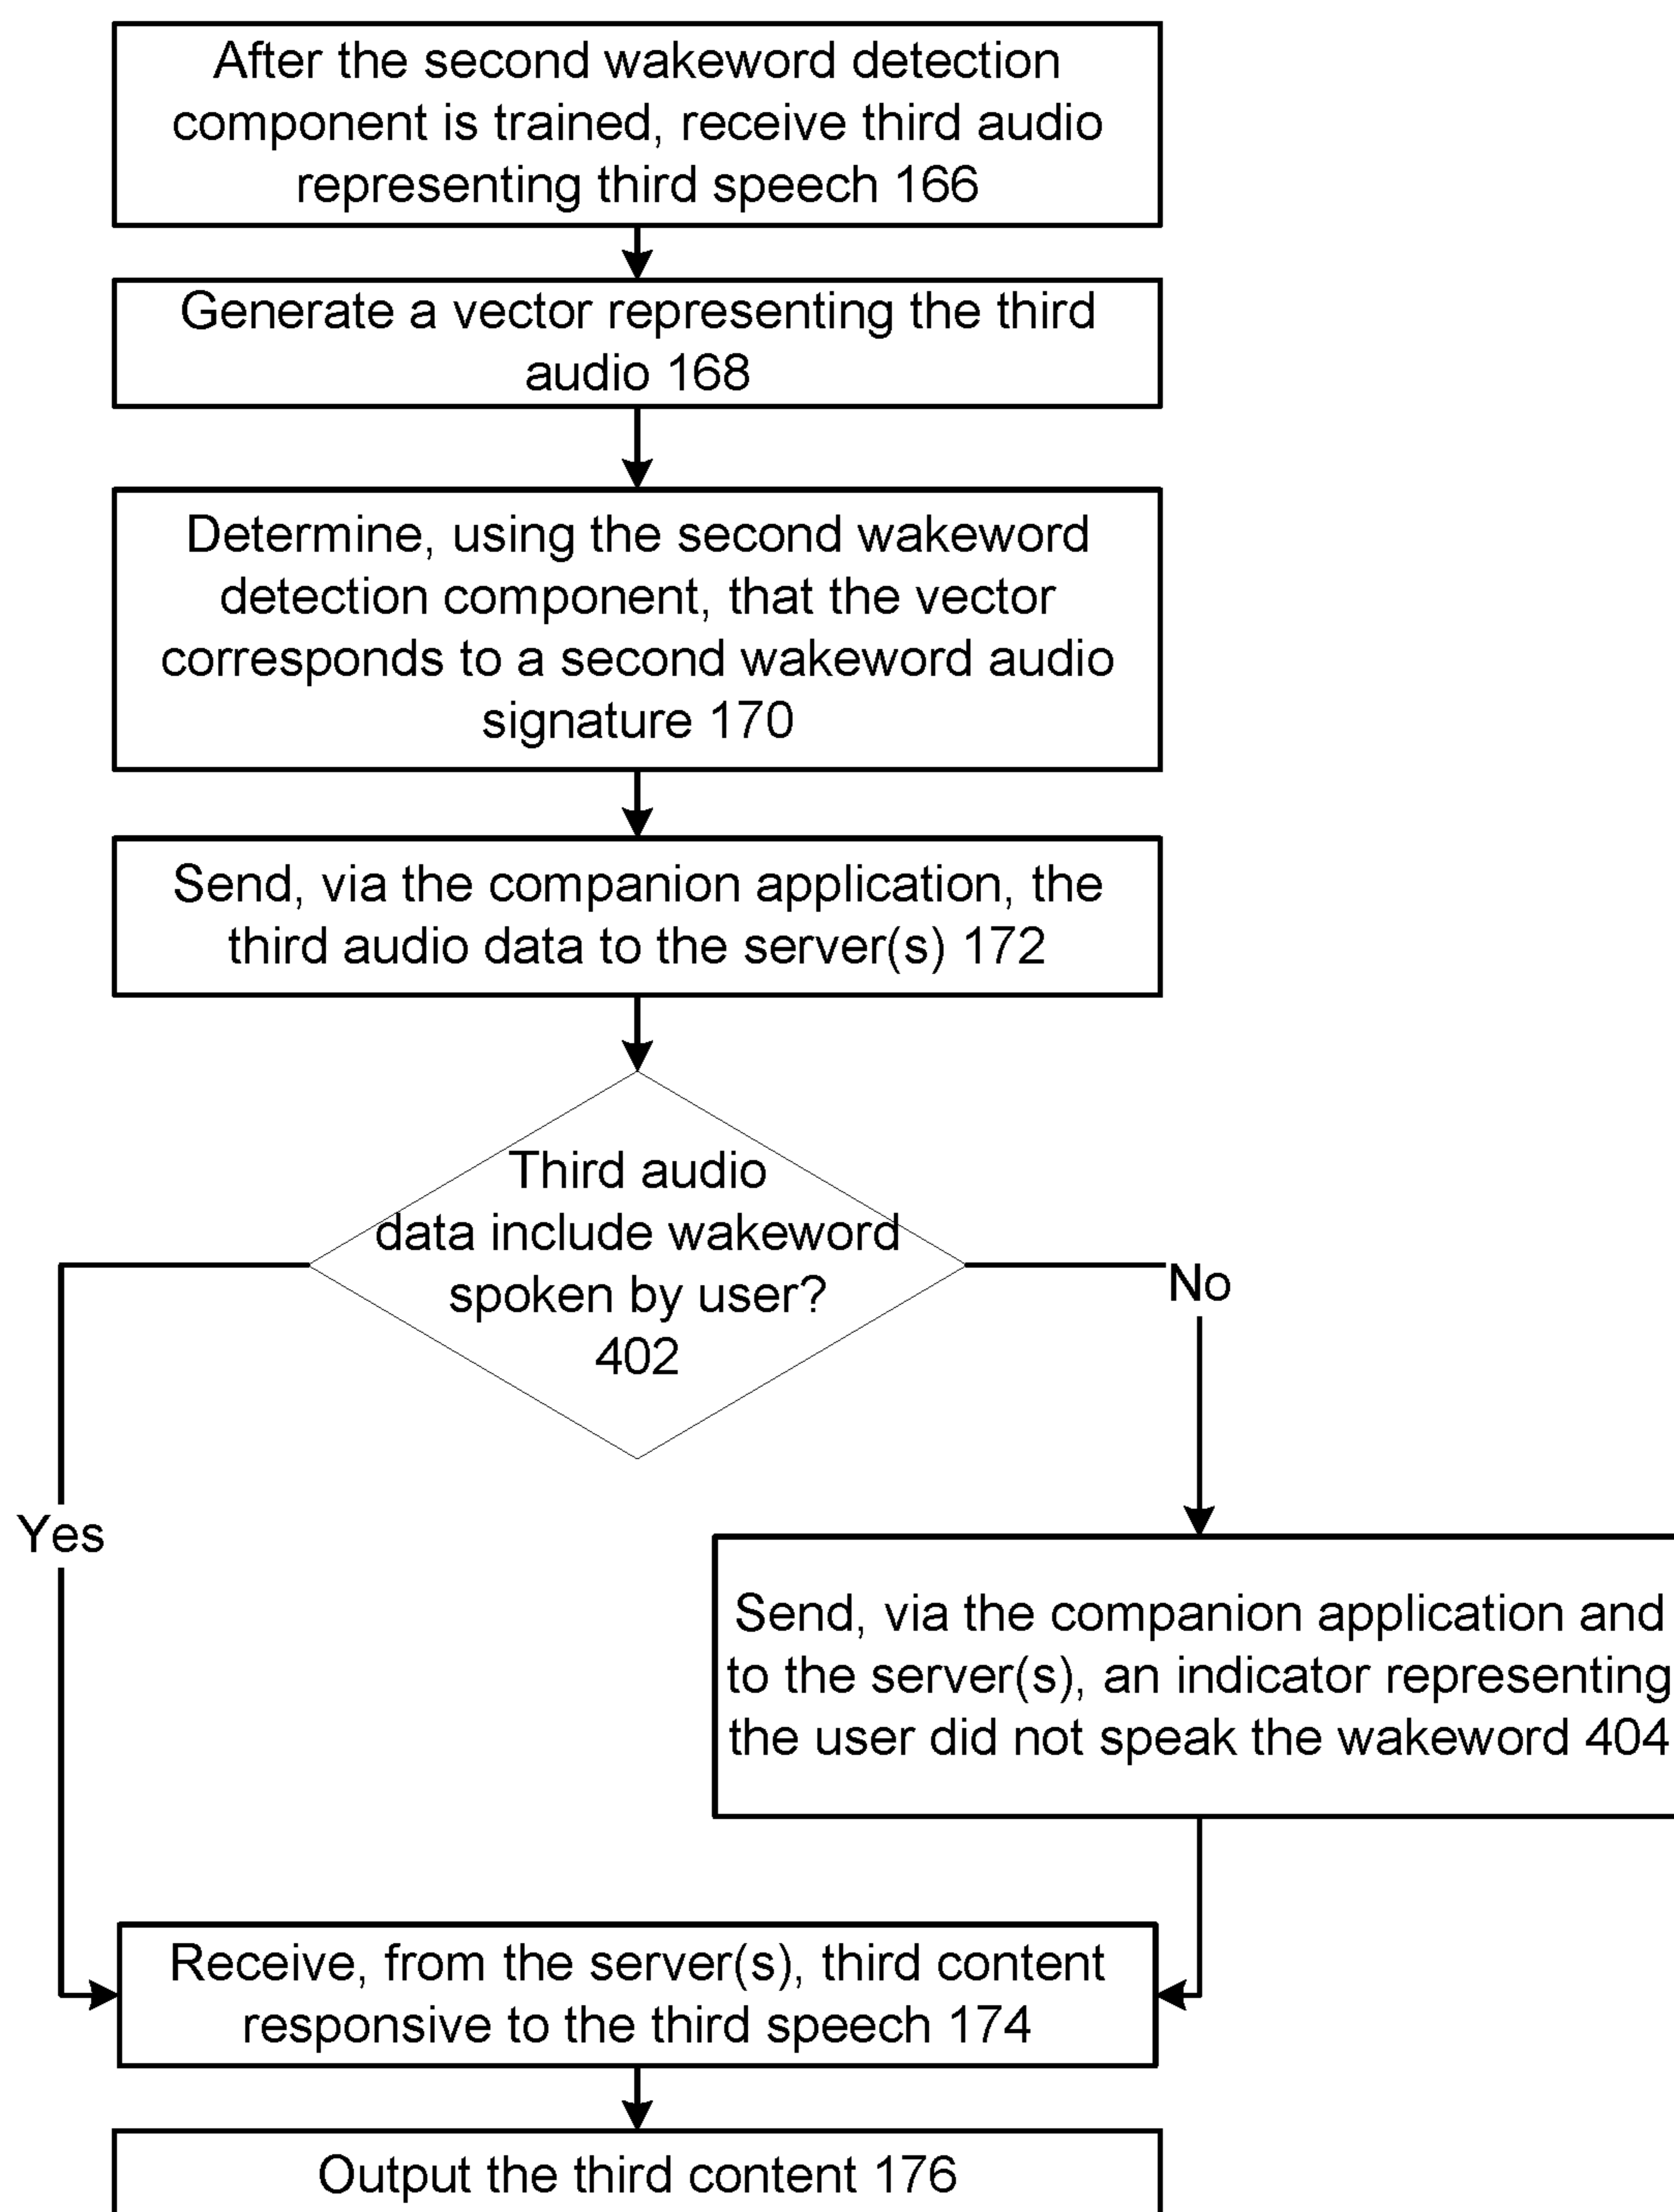 After the second wakeword detection
component is trained, receive third audio
representing third speech 166
Generate a vector representing the third
audio 168
Determine, using the second wakeword
detection component, that the vector
corresponds to a second wakeword audio
signature 170
Send, via the companion application, the
third audio data to the server(s) 172
Third audio
data include wakeword
spoken by user?
402
No
Yes
Send, via the companion application and
to the server(s), an indicator representing
the user did not speak the wakeword 404
Receive, from the server(s), third content
responsive to the third speech 174
Output the third content 176